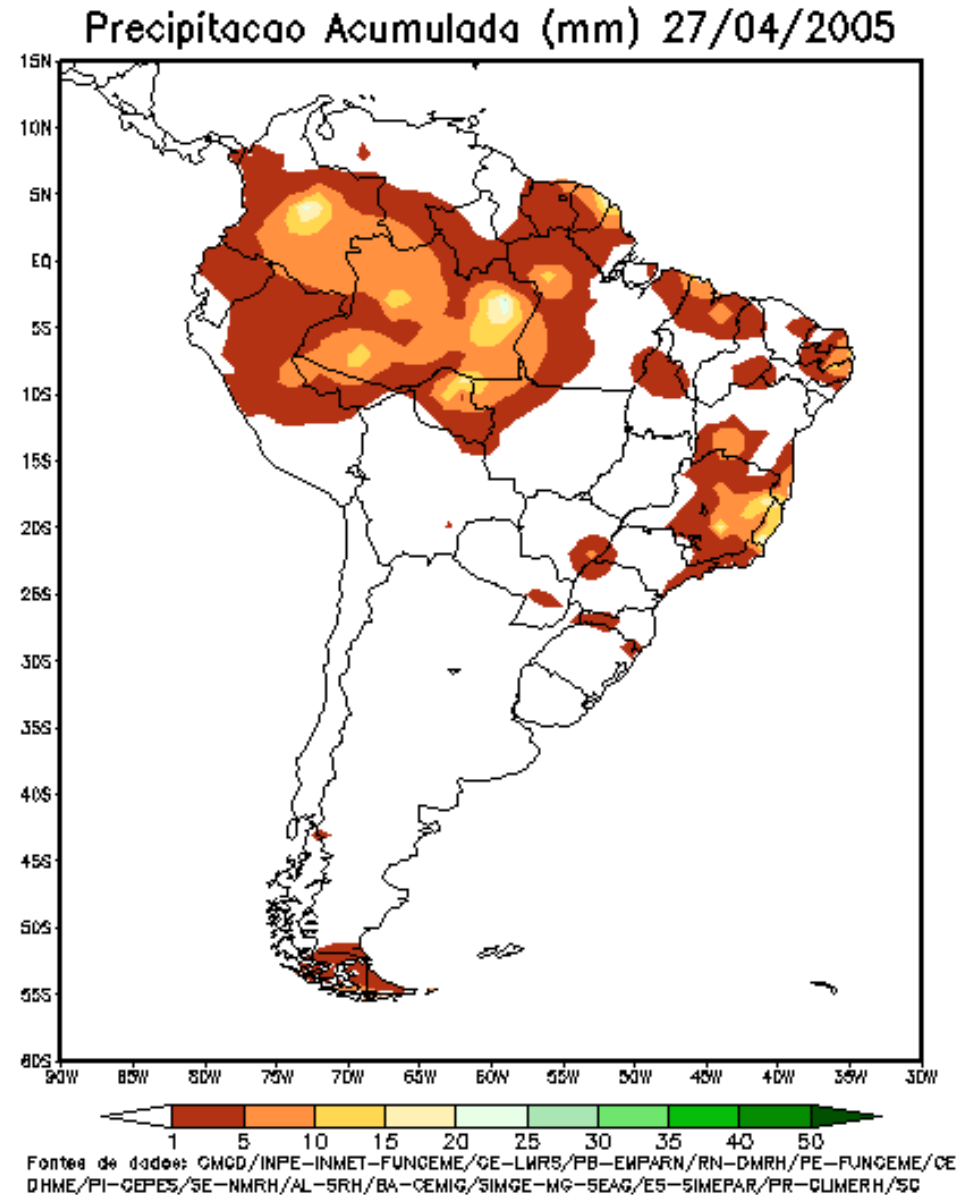 Precipitacao Acumulada (mm) 27/04/2005
15N
10N
5N
EQ
5S
10S
15S
20S
25S
30S
35S
40S
45S
50S
55S
60S
90W 85W 80W 75W 70W 65W 60W 55W 50W 45W 40W 35W 30W
1 5 10 15 20 25 30 35 40 50
Fontes de dados: CMCD/INPE-INMET-FUNCEME/CE-LMRS/PB-EMPARN/RN-DMRH/PE-FUNCEME/CE
DHME/PI-CEPES/SE-NMRH/AL-SRH/BA-CEMIG/SIMGE-MG-SEAG/ES-SIMEPAR/PR-CLIMERH/SC